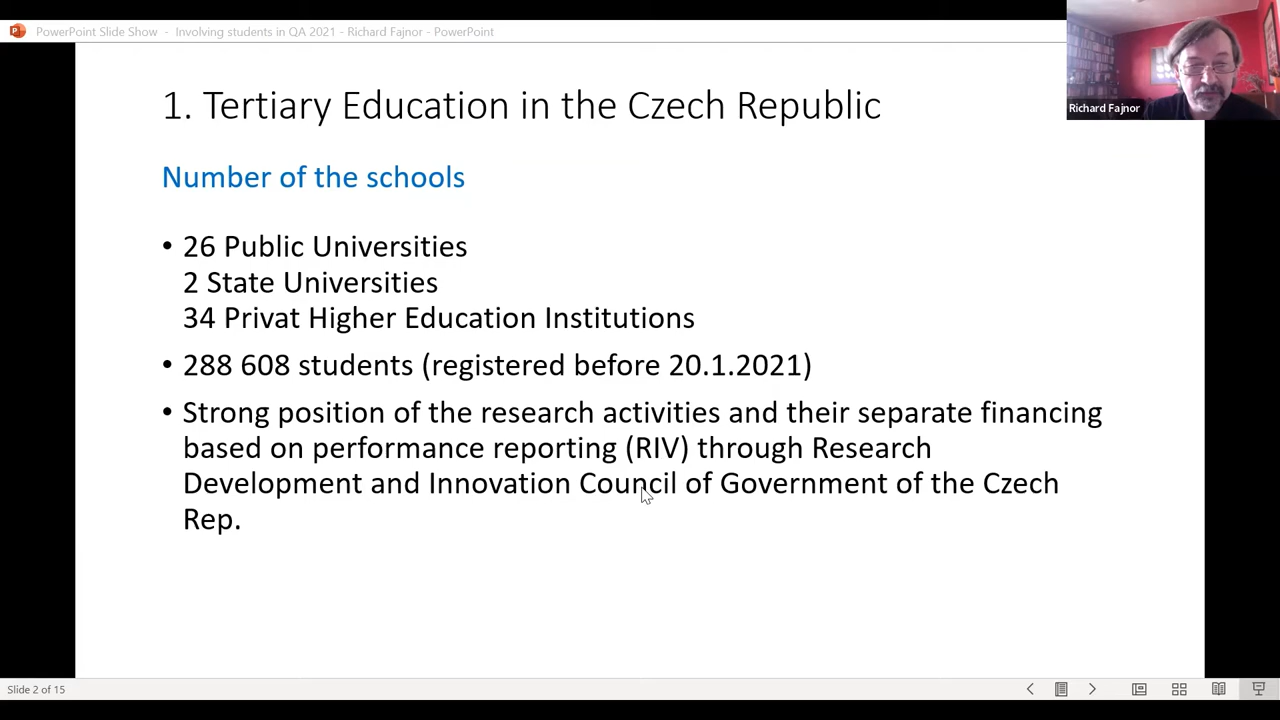 PowerPoint Slide Show - Involving students in QA 2021 - Richard Fajnor - PowerPoint
Richard Fajnor
1. Tertiary Education in the Czech Republic
Number of the schools
• 26 Public Universities
2 State Universities
34 Privat Higher Education Institutions
• 288 608 students (registered before 20.1.2021)
• Strong position of the research activities and their separate financing
based on performance reporting (RIV) through Research
Development and Innovation Council of Government of the Czech
Rep.
Slide 2 of 15